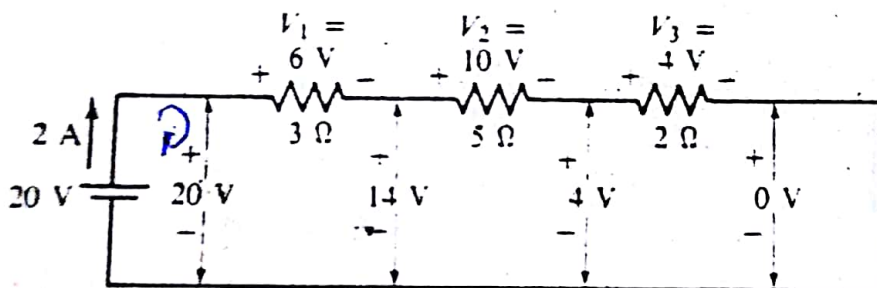 V₁ = V₂ = V₃ =
6 V 10 V 4 V
+ − + − + −
2 A 3 Ω 5 Ω 2 Ω
+ + + +
20 V 20 V 14 V 4 V 0 V
− − − −